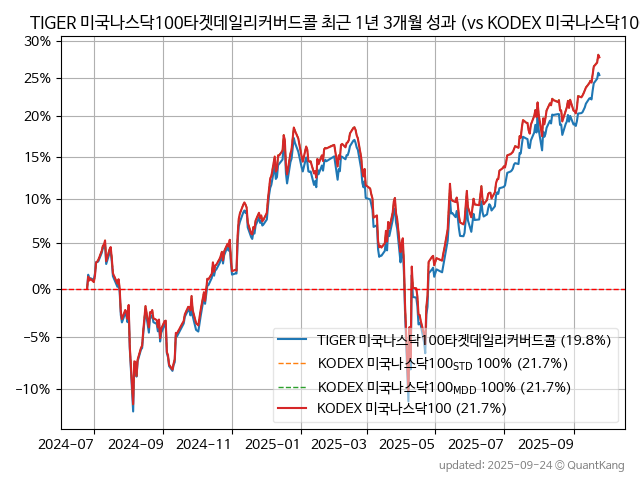 TIGER 미국나스닥100타겟데일리커버드콜 최근 1년 3개월 성과 (vs KODEX 미국나스닥10
30%
25%
20%
15%
10%
5%
0%
−5%
−10%
TIGER 미국나스닥100타겟데일리커버드콜 (19.8%)
KODEX 미국나스닥100STD 100% (21.7%)
KODEX 미국나스닥100MDD 100% (21.7%)
KODEX 미국나스닥100 (21.7%)
2024-07 2024-09 2024-11 2025-01 2025-03 2025-05 2025-07 2025-09
updated: 2025-09-24 © QuantKang